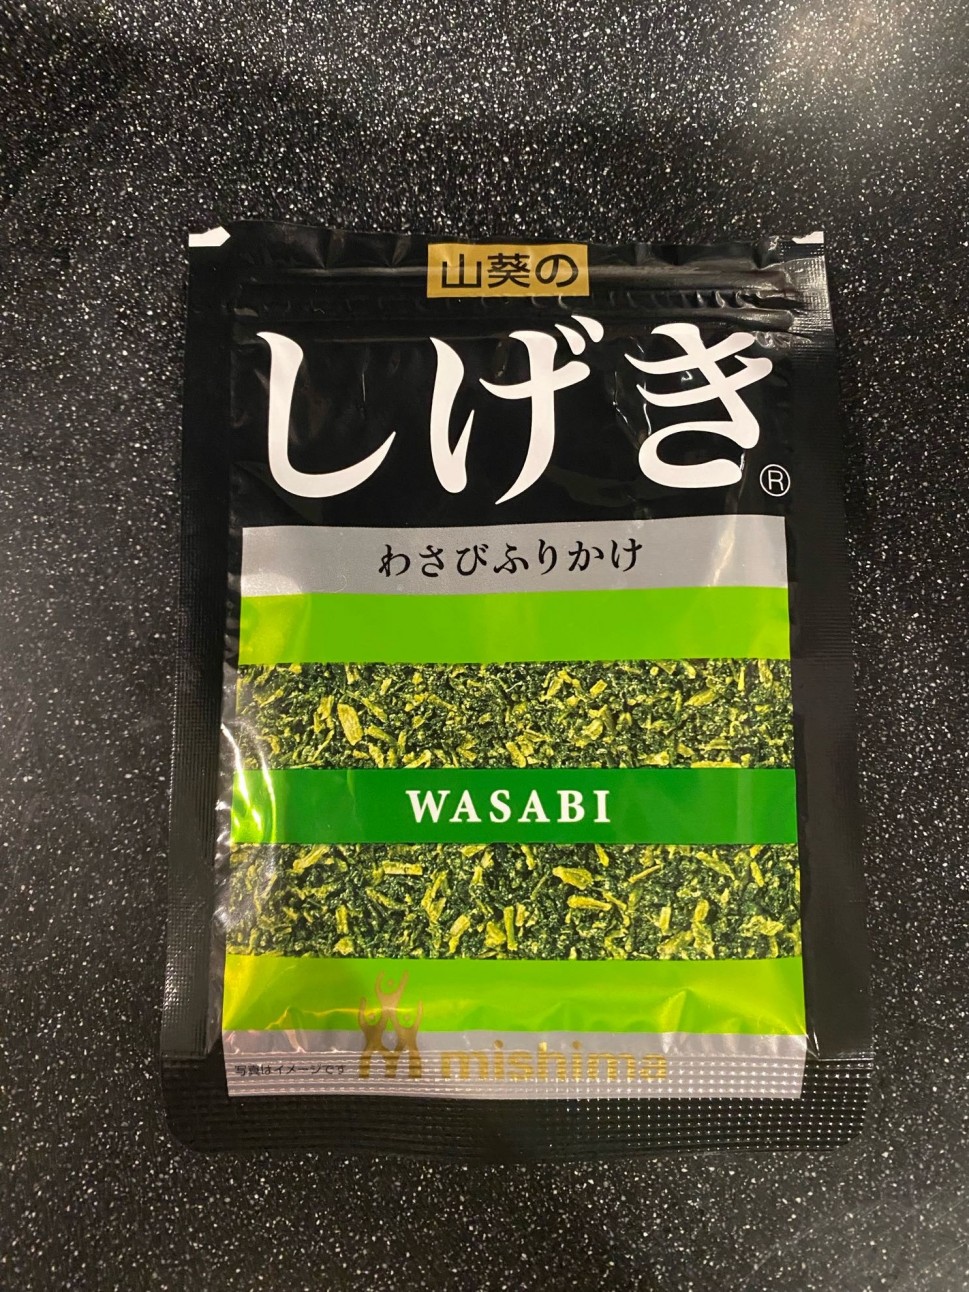 山葵の
しげき®
わさびふりかけ
WASABI
mishima
写真はイメージです